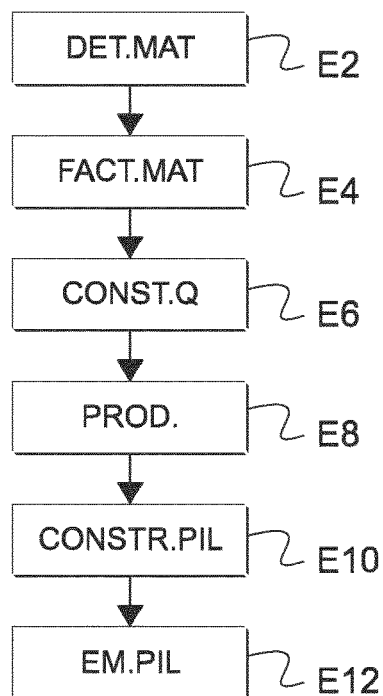 DET.MAT E2
FACT.MAT E4
CONST.Q E6
PROD. E8
CONSTR.PIL E10
EM.PIL E12